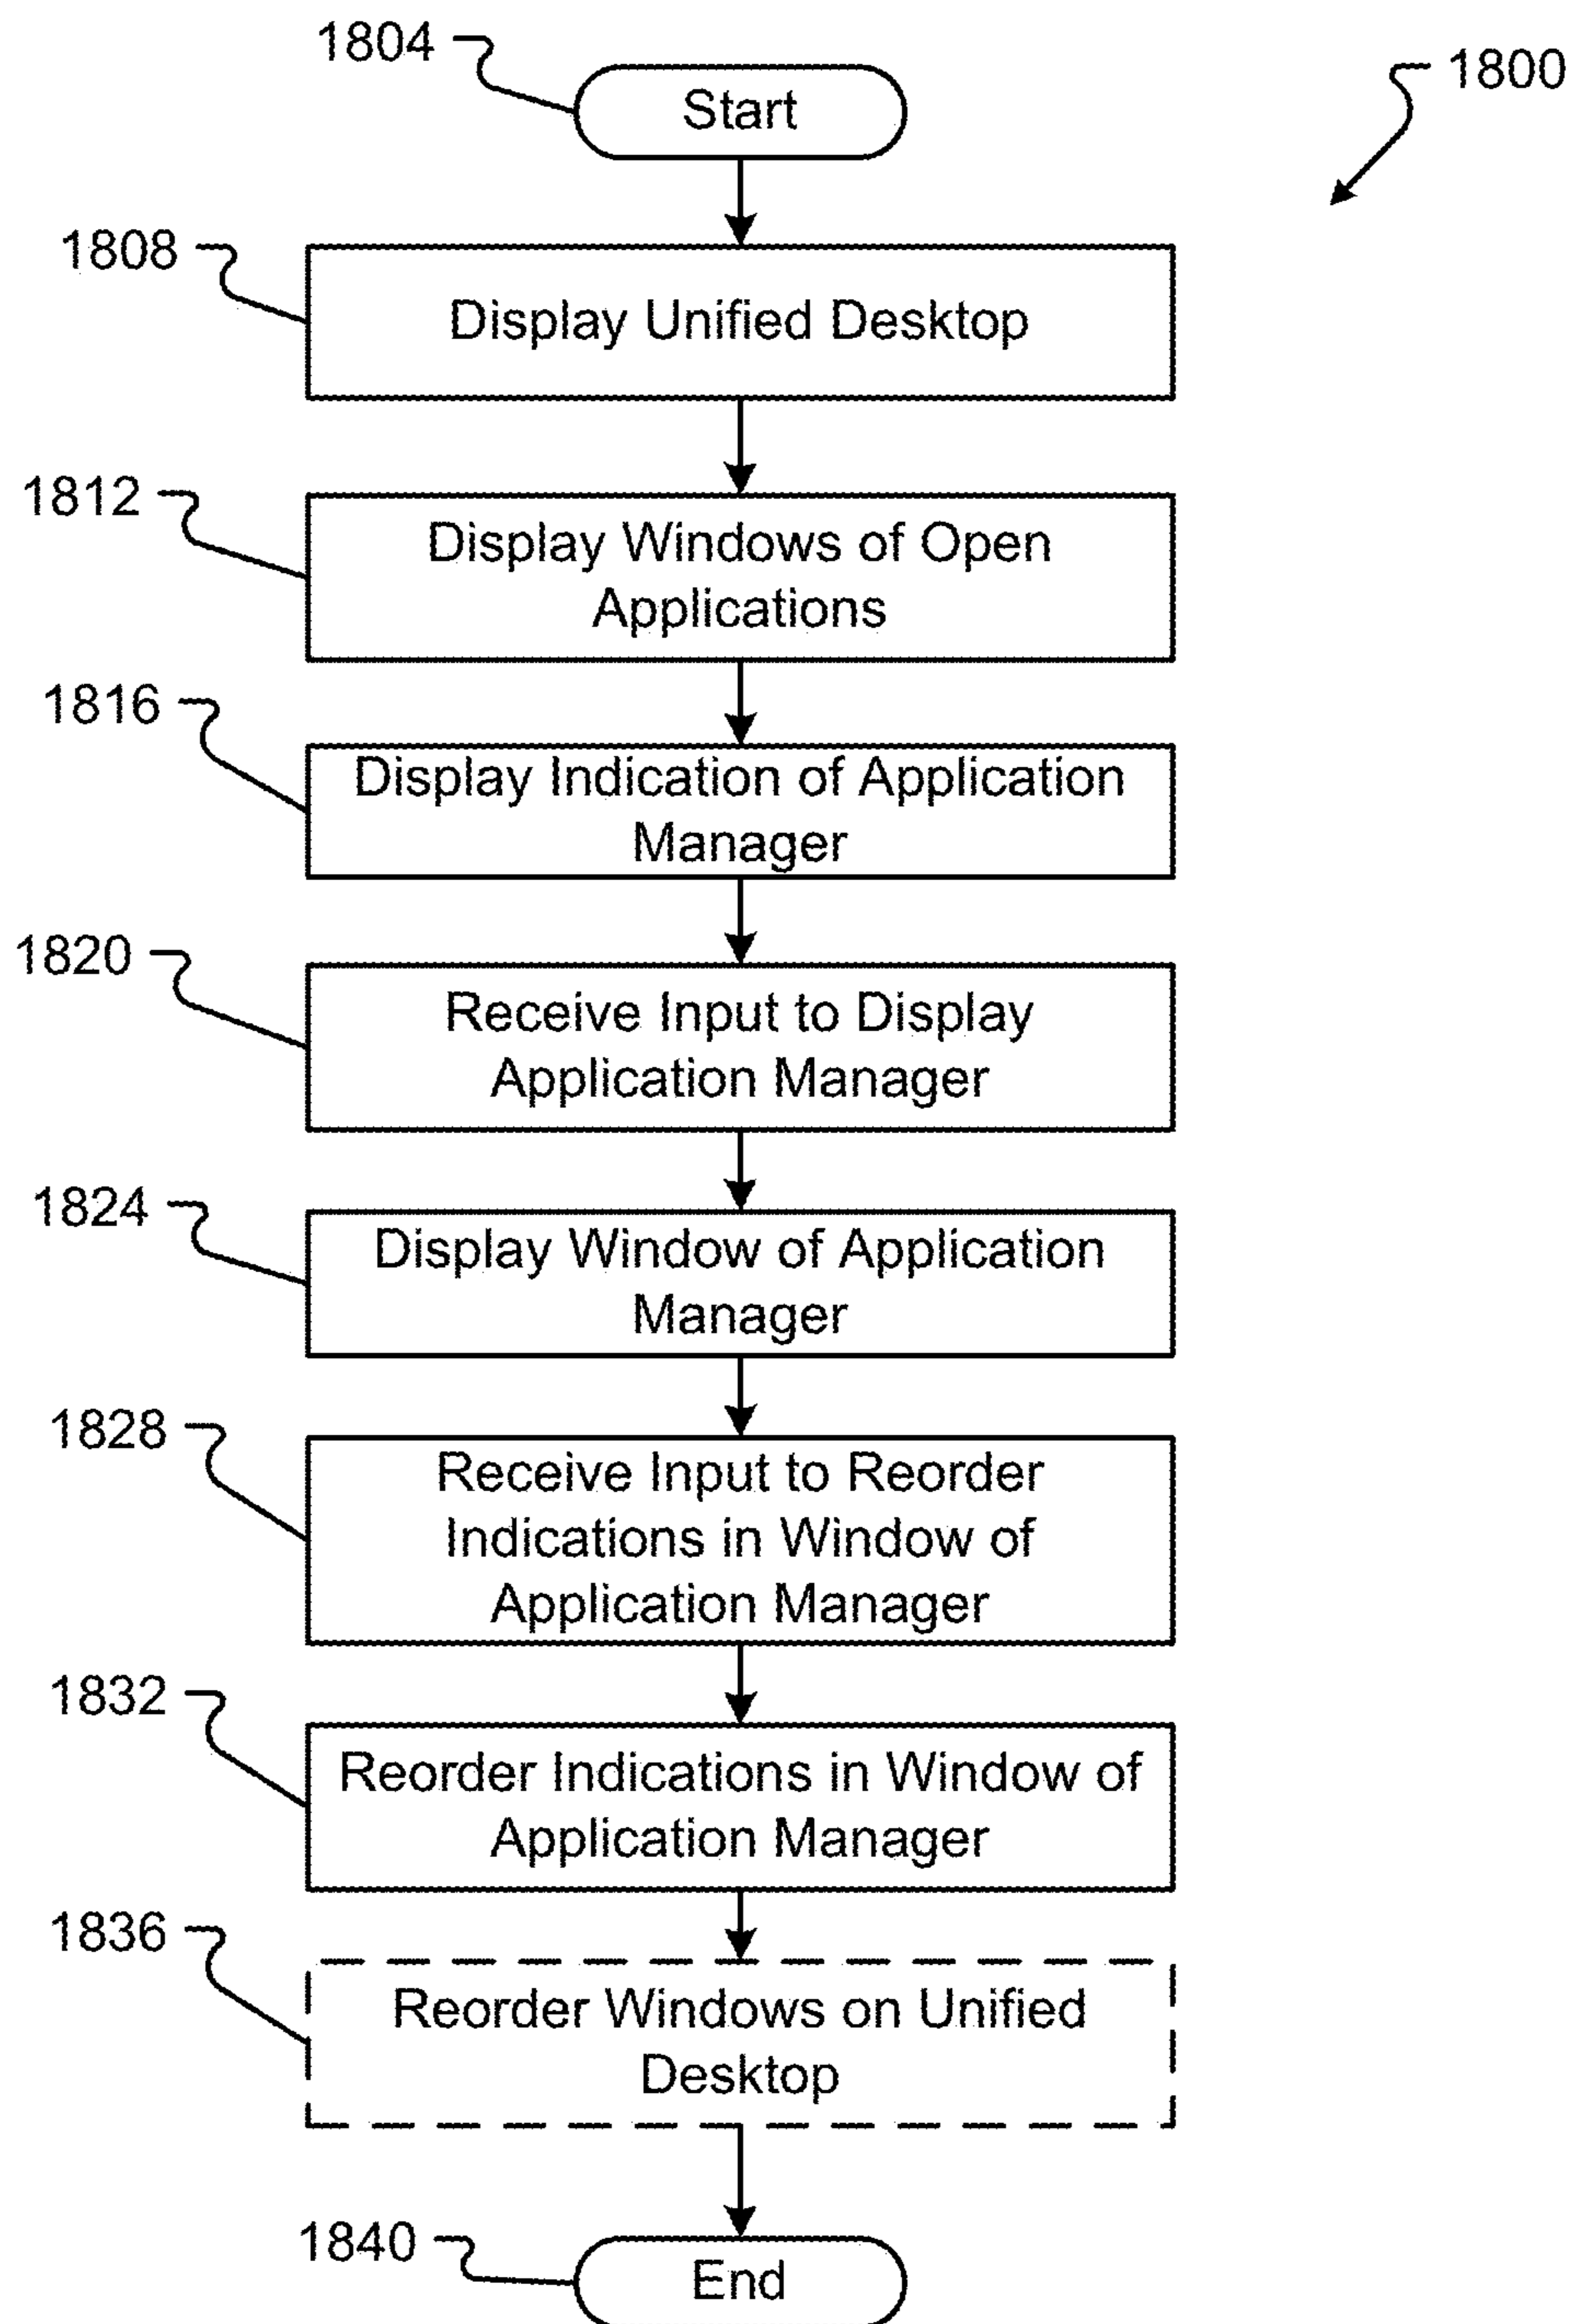 1804
1800
Start
1808
Display Unified Desktop
1812
Display Windows of Open
Applications
1816
Display Indication of Application
Manager
1820
Receive Input to Display
Application Manager
1824
Display Window of Application
Manager
1828
Receive Input to Reorder
Indications in Window of
Application Manager
1832
Reorder Indications in Window of
Application Manager
1836
Reorder Windows on Unified
Desktop
1840
End